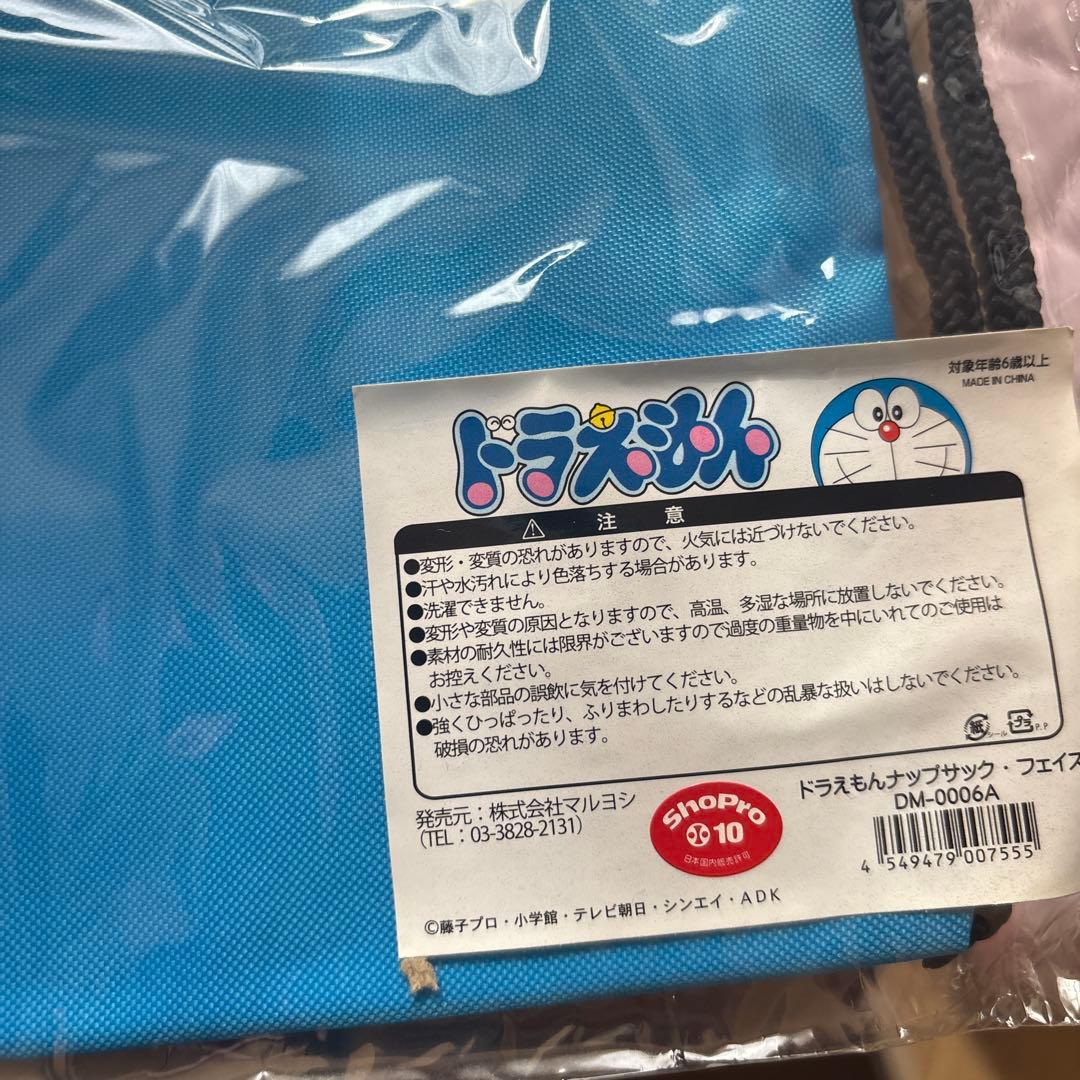 対象年齢6歳以上
MADE IN CHINA
ドラえもん
注意
●変形・変質の恐れがありますので、火気には近づけないでください。
●汗や水汚れにより色落ちする場合があります。
●洗濯できません。
●変形や変質の原因となりますので、高温、多湿な場所に放置しないでください。
●素材の耐久性には限界がございますので過度の重量物を中にいれてのご使用は
お控えください。
●小さな部品の誤飲に気を付けてください。
●強くひっぱったり、ふりまわしたりするなどの乱暴な扱いはしないでください。
破損の恐れがあります。
紙 シール プラ P.P
発売元：株式会社マルヨシ
（TEL：03-3828-2131）
ShoPro
10
日本国内販売許可
ドラえもんナップサック・フェイス
DM-0006A
4 549479 007555
©藤子プロ・小学館・テレビ朝日・シンエイ・ADK